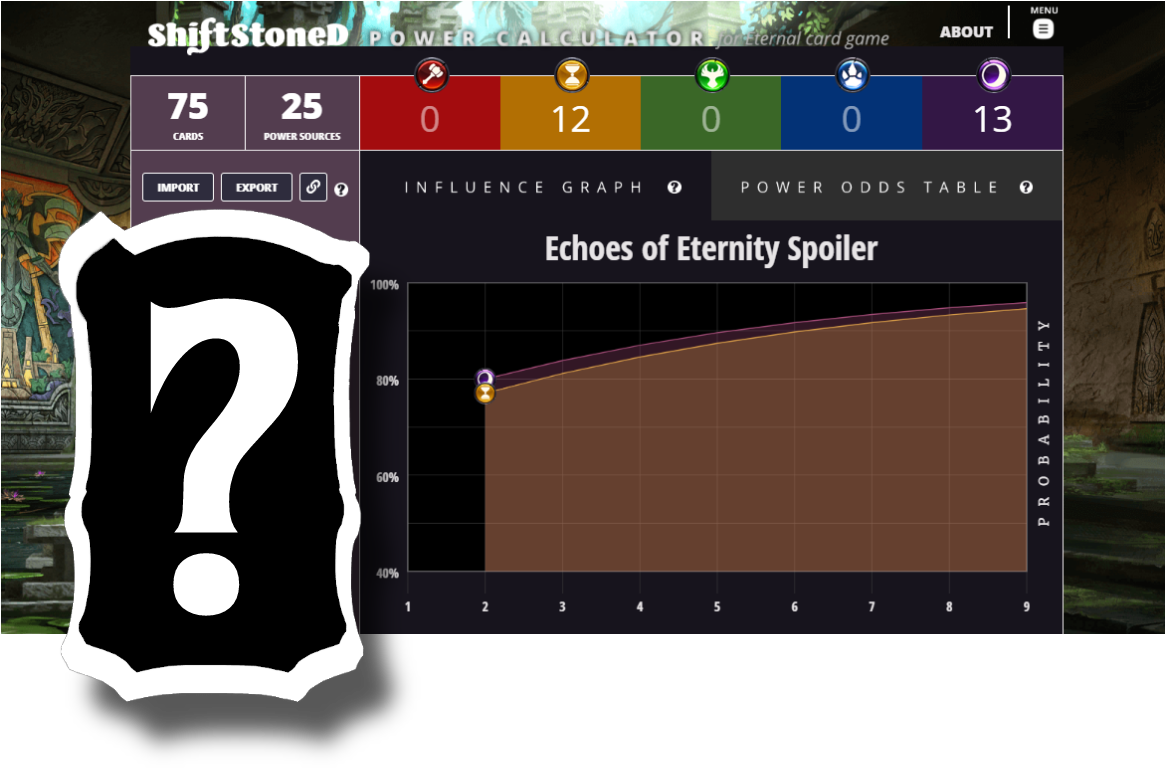 ShiftStoneD POWER CALCULATOR for Eternal card game
ABOUT
MENU
75
CARDS
25
POWER SOURCES
0
12
0
0
13
IMPORT
EXPORT
?
INFLUENCE GRAPH ?
POWER ODDS TABLE ?
Echoes of Eternity Spoiler
100%
80%
60%
40%
1 2 3 4 5 6 7 8 9
PROBABILITY
?